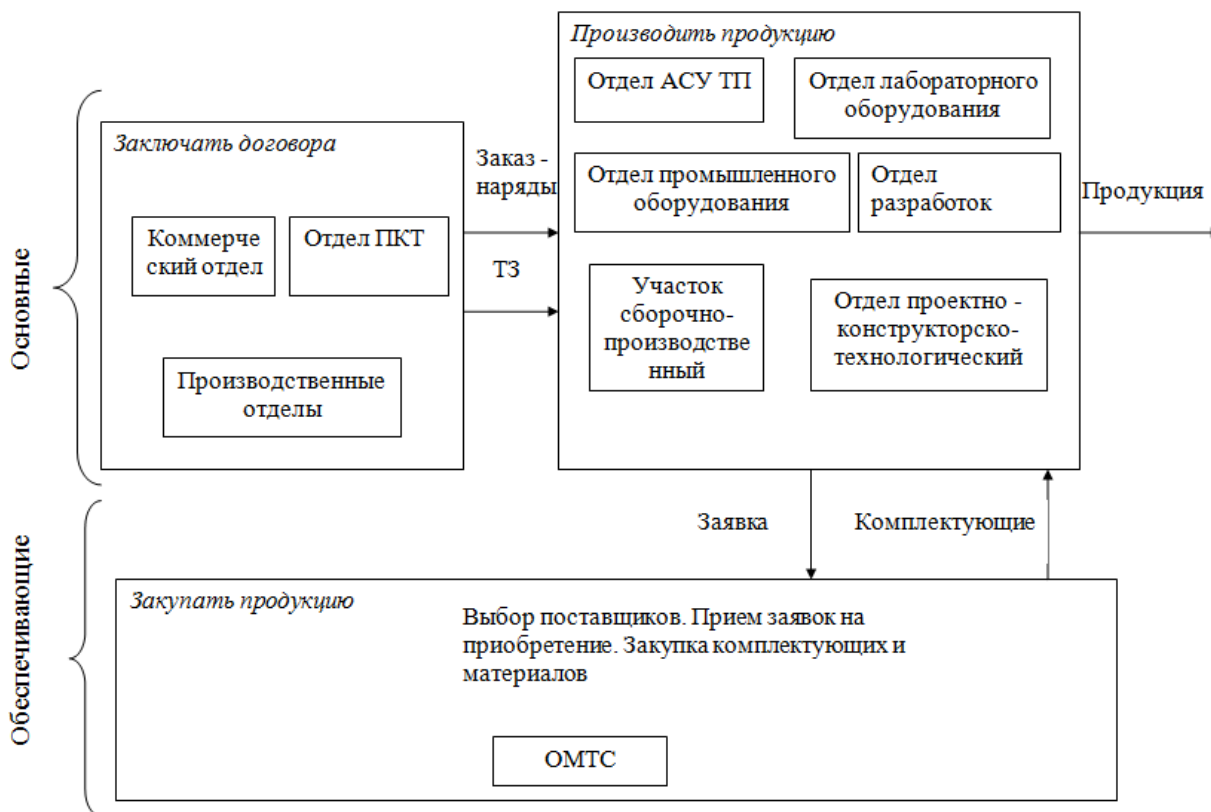 Основные
Заключать договора
Коммерче
ский отдел
Отдел ПКТ
Производственные
отделы
Заказ -
наряды
ТЗ
Производить продукцию
Отдел АСУ ТП
Отдел лабораторного
оборудования
Отдел промышленного
оборудования
Отдел
разработок
Участок
сборочно-
производстве
нный
Отдел проектно -
конструкторско-
технологический
Продукция
Заявка
Комплектующие
Обеспечивающие
Закупать продукцию
Выбор поставщиков. Прием заявок на
приобретение. Закупка комплектующих и
материалов
ОМТС